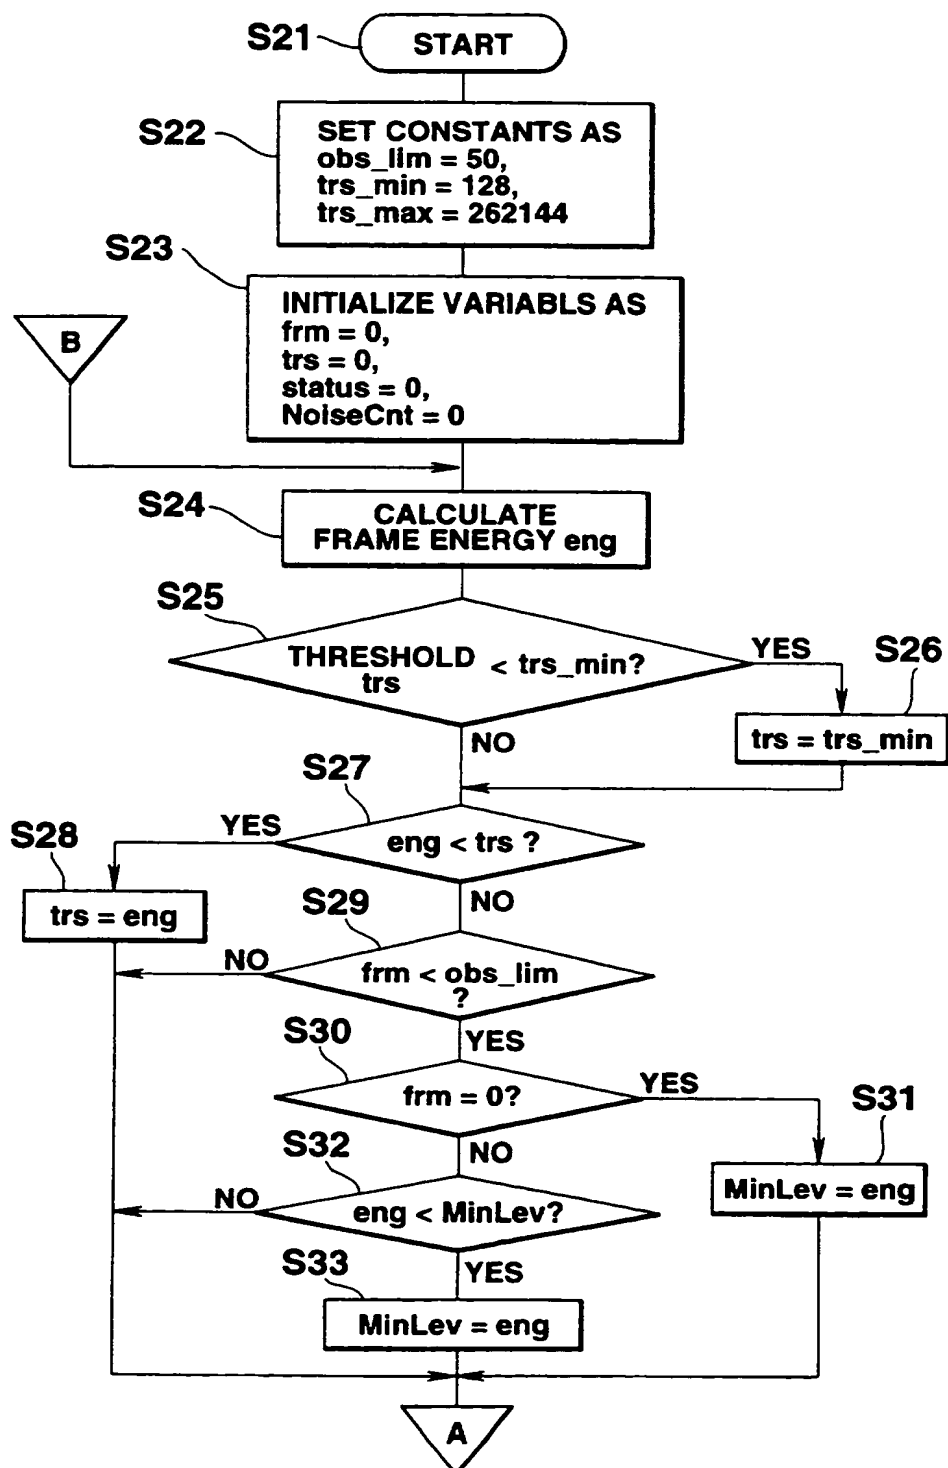 S21
START
S22
SET CONSTANTS AS
obs_lim = 50,
trs_min = 128,
trs_max = 262144
S23
INITIALIZE VARIABLS AS
frm = 0,
trs = 0,
status = 0,
NoiseCnt = 0
B
S24
CALCULATE
FRAME ENERGY eng
S25
THRESHOLD < trs_min?
trs
YES
S26
trs = trs_min
NO
S27
eng < trs ?
YES
S28
trs = eng
NO
S29
frm < obs_lim
?
NO
YES
S30
frm = 0?
YES
S31
MinLev = eng
NO
S32
eng < MinLev?
NO
YES
S33
MinLev = eng
A